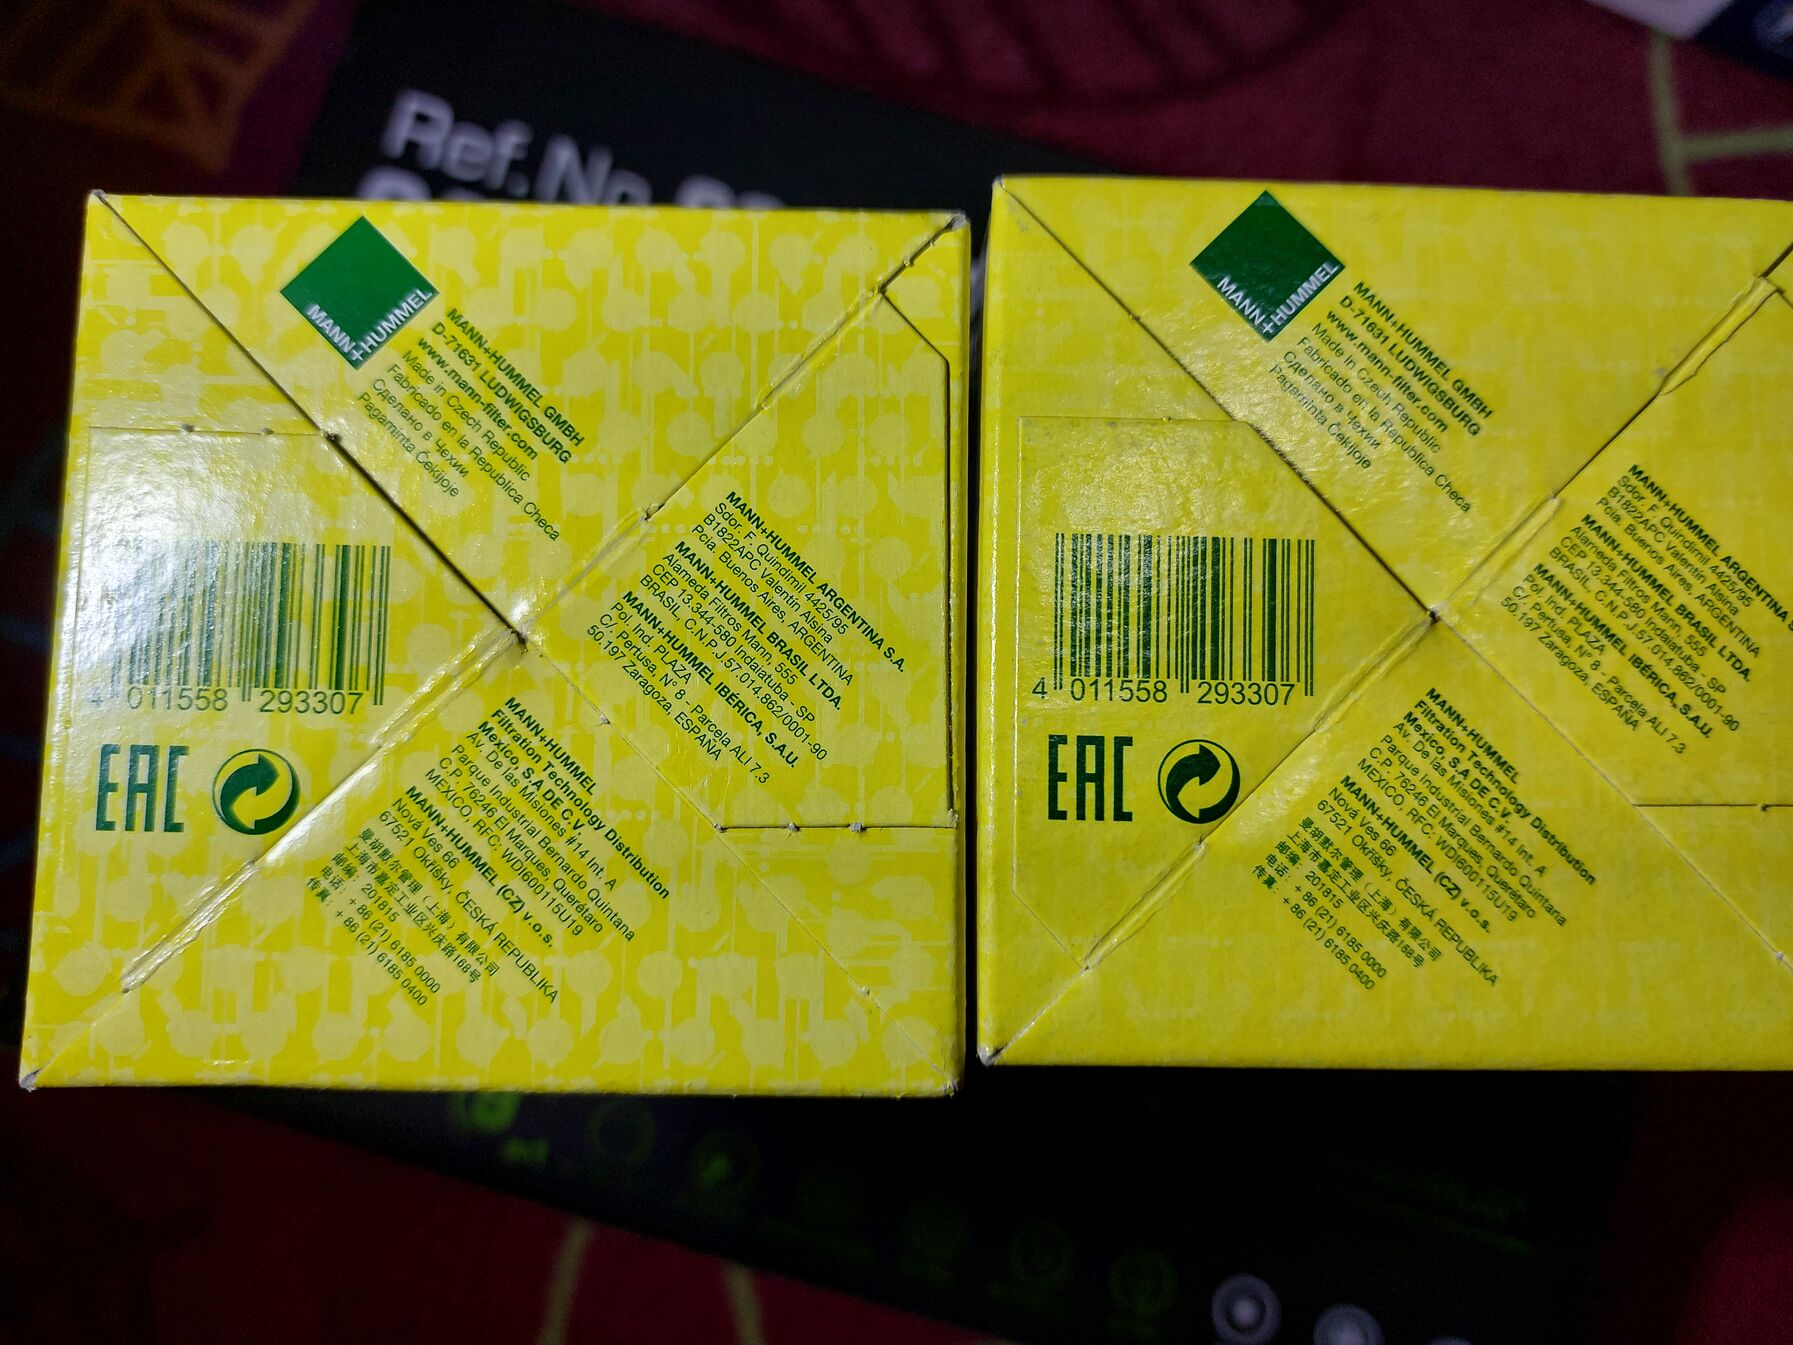 Ref. No.
MANN+HUMMEL
MANN+HUMMEL GMBH
D-71631 LUDWIGSBURG
www.mann-filter.com
Made in Czech Republic
Fabricado en la Republica Checa
Сделано в Чехии
Pagaminta Čekijoje
MANN+HUMMEL ARGENTINA S.A.
Sdor. F. Quindimil 4425/95
B1822APC Valentin Alsina
Pcia. Buenos Aires, ARGENTINA
MANN+HUMMEL BRASIL LTDA.
Alameda Filtros Mann, 555
CEP 13.344-580 Indaiatuba - SP
BRASIL, C.N.P.J.57.014.862/0001-90
MANN+HUMMEL IBÉRICA, S.A.U.
Pol. Ind. PLAZA
C/. Pertusa, N° 8 - Parcela ALI 7.3
50.197 Zaragoza, ESPAÑA
4 011558 293307
EAC
MANN+HUMMEL
Filtration Technology Distribution
Mexico, S.A DE C.V.
Av. De las Misiones #14 Int. A
Parque Industrial Bernardo Quintana
C.P. 76246 El Marques, Querétaro
MEXICO, RFC: WDI600115U19
MANN+HUMMEL (CZ) v.o.s.
Nová Ves 66
67521 Okříšky, ČESKÁ REPUBLIKA
曼胡默尔管理（上海）有限公司
上海市嘉定工业区兴庆路168号
邮编：201815
电话：+86 (21) 6185 0000
传真：+86 (21) 6185 0400
MANN+HUMMEL
MANN+HUMMEL GMBH
D-71631 LUDWIGSBURG
www.mann-filter.com
Made in Czech Republic
Fabricado en la Republica Checa
Сделано в Чехии
Pagaminta Čekijoje
MANN+HUMMEL ARGENTINA
Sdor. F. Quindimil 4425/95
B1822APC Valentin Alsina
Pcia. Buenos Aires, ARGENTINA
MANN+HUMMEL BRASIL LTDA.
Alameda Filtros Mann, 555
CEP 13.344-580 Indaiatuba - SP
BRASIL, C.N.P.J.57.014.862/0001-90
MANN+HUMMEL IBÉRICA, S.A.U.
Pol. Ind. PLAZA
C/. Pertusa, N° 8 - Parcela ALI 7.3
50.197 Zaragoza, ESPAÑA
4 011558 293307
EAC
MANN+HUMMEL
Filtration Technology Distribution
Mexico, S.A DE C.V.
Av. De las Misiones #14 Int. A
Parque Industrial Bernardo Quintana
C.P. 76246 El Marques, Querétaro
MEXICO, RFC: WDI600115U19
MANN+HUMMEL (CZ) v.o.s.
Nová Ves 66
67521 Okříšky, ČESKÁ REPUBLIKA
曼胡默尔管理（上海）有限公司
上海市嘉定工业区兴庆路168号
邮编：201815
电话：+86 (21) 6185 0000
传真：+86 (21) 6185 0400